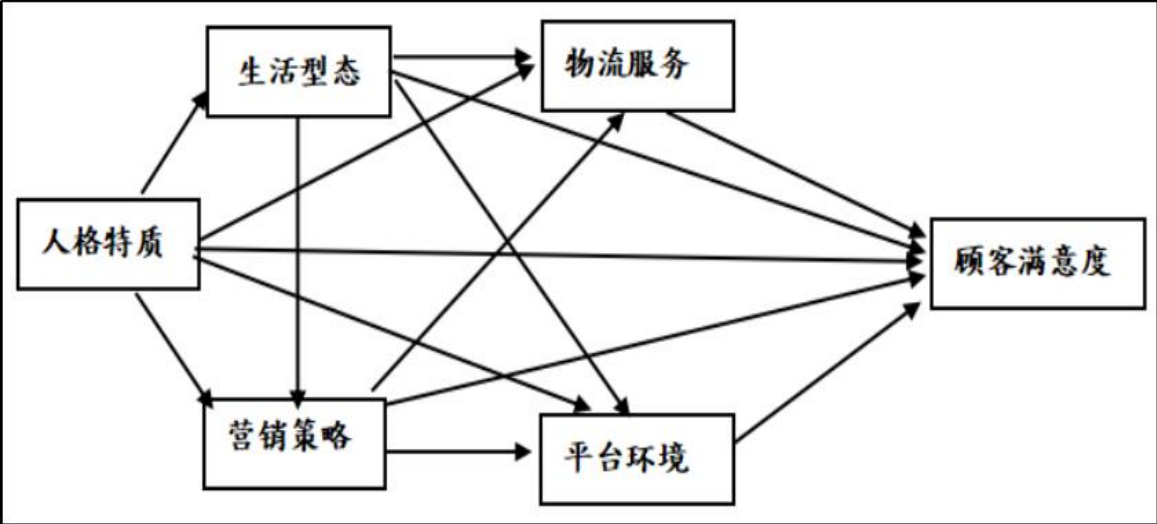 生活型态
物流服务
人格特质
顾客满意度
营销策略
平台环境